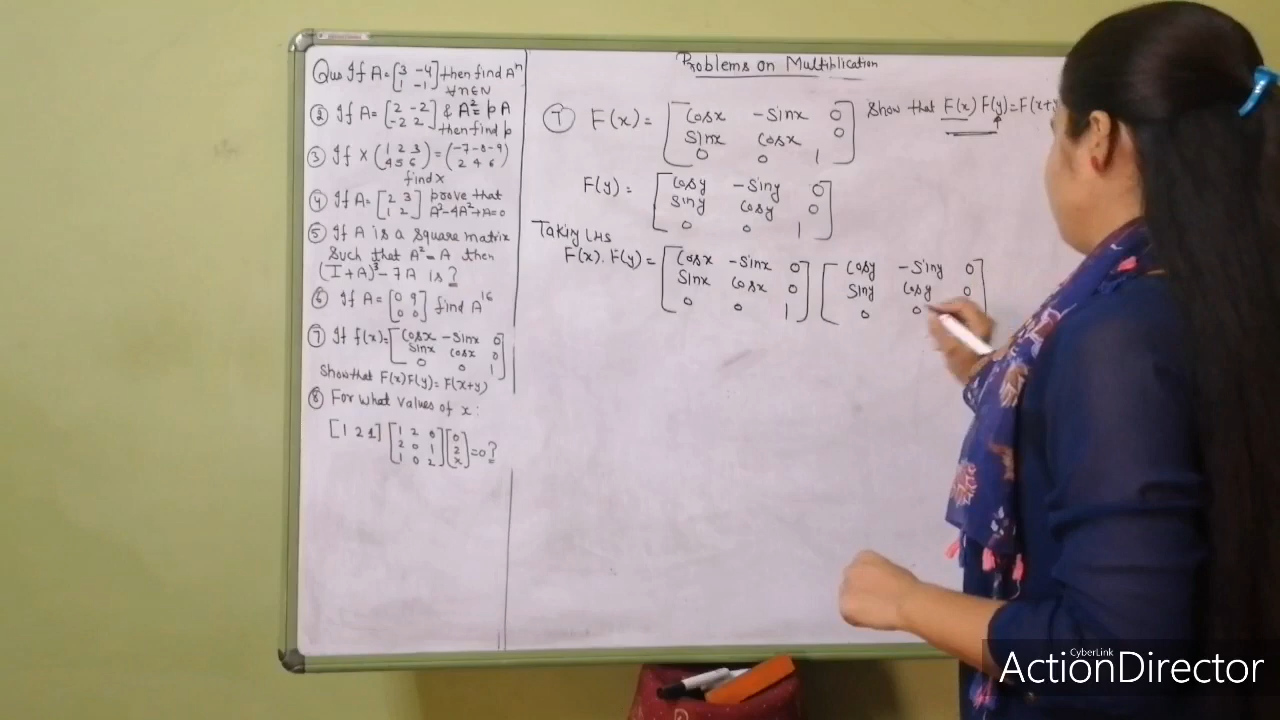 Problems on Multiplication
Que If A = [3 -4] then find Aⁿ
1 -1 ∀ n∈N
② If A = [2 -2] & A² = p A
-2 2 then find p
③ If X (1 2 3) = (-7 -8 -9)
4 5 6 2 4 6
find X
④ If A = [2 3] prove that
1 2 A³-4A²+A=0
⑤ If A is a square matrix
Such that A² = A then
(I+A)³ - 7A is ?
⑥ If A = [0 9] find A¹⁶
0 0
⑦ If f(x) = [cosx -sinx 0]
sinx cosx 0
0 0 1
Show that F(x)F(y) = F(x+y)
⑧ For what values of x :
[1 2 1] [1 2 0] [0]
2 0 1 2 =0 ?
1 0 2 x
⑦ F(x) = [cosx -Sinx 0] Show that F(x) F(y) = F(x+y
Sinx cosx 0
0 0 1
F(y) = [cosy -Siny 0]
Siny cosy 0
0 0 1
Taking LHS
F(x). F(y) = [cosx -Sinx 0] [cosy -Siny 0]
Sinx cosx 0 Siny cosy 0
0 0 1 0 0
CyberLink
ActionDirector